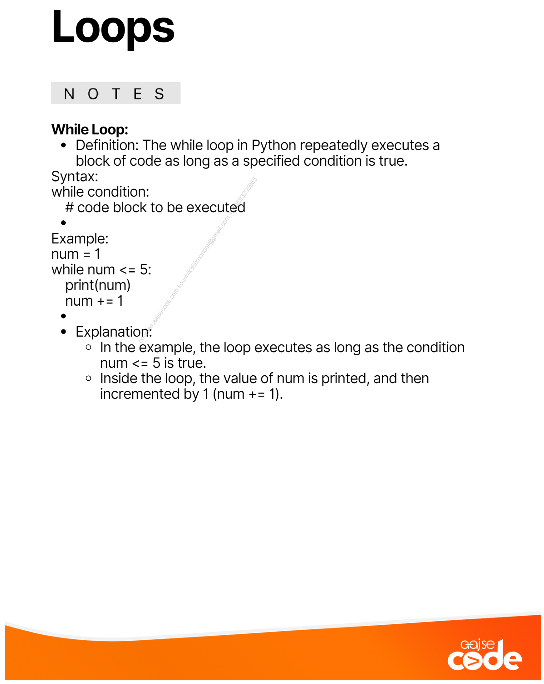 Loops
NOTES
While Loop:
• Definition: The while loop in Python repeatedly executes a
block of code as long as a specified condition is true.
Syntax:
while condition:
# code block to be executed
•
Example:
num = 1
while num <= 5:
print(num)
num += 1
•
• Explanation:
○ In the example, the loop executes as long as the condition
num <= 5 is true.
○ Inside the loop, the value of num is printed, and then
incremented by 1 (num += 1).
code